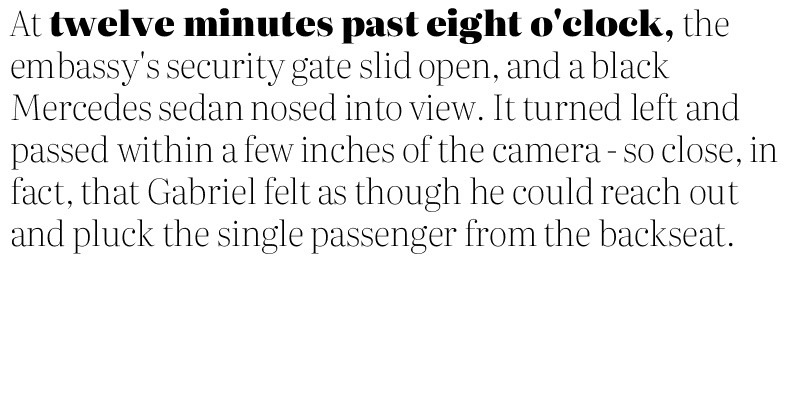 At twelve minutes past eight o'clock, the
embassy's security gate slid open, and a black
Mercedes sedan nosed into view. It turned left and
passed within a few inches of the camera - so close, in
fact, that Gabriel felt as though he could reach out
and pluck the single passenger from the backseat.